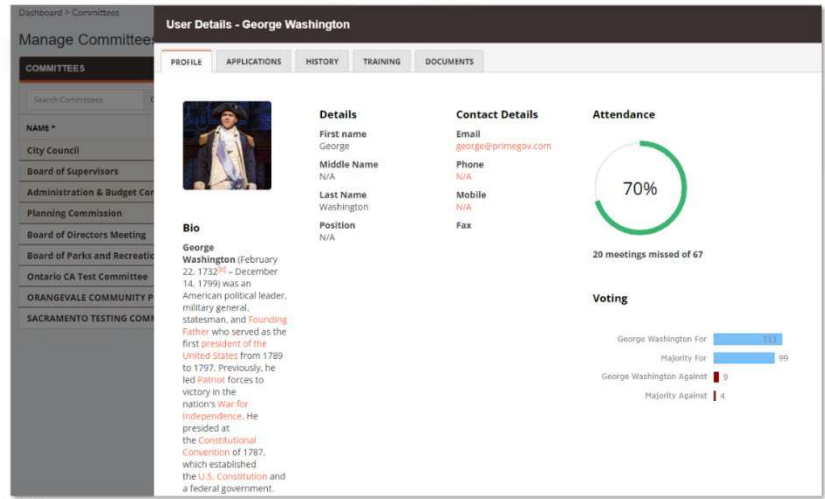 Dashboard > Committees
Manage Committees
COMMITTEES
Search Committees
NAME
City Council
Board of Supervisors
Administration & Budget Co
Planning Commission
Board of Directors Meeting
Board of Parks and Recreatio
Ontario CA Test Committee
ORANGEVALE COMMUNITY P
SACRAMENTO TESTING COM
User Details - George Washington
PROFILE
APPLICATIONS
HISTORY
TRAINING
DOCUMENTS
Bio
George
Washington (February
22, 1732[b] – December
14, 1799) was an
American political leader,
military general,
statesman, and Founding
Father who served as the
first president of the
United States from 1789
to 1797. Previously, he
led Patriot forces to
victory in the
nation's War for
Independence. He
presided at
the Constitutional
Convention of 1787,
which established
the U.S. Constitution and
a federal government.
Details
First name
George
Middle Name
N/A
Last Name
Washington
Position
N/A
Contact Details
Email
george@primegov.com
Phone
N/A
Mobile
N/A
Fax
Attendance
70%
20 meetings missed of 67
Voting
George Washington For 111
Majority For 99
George Washington Against 9
Majority Against 4